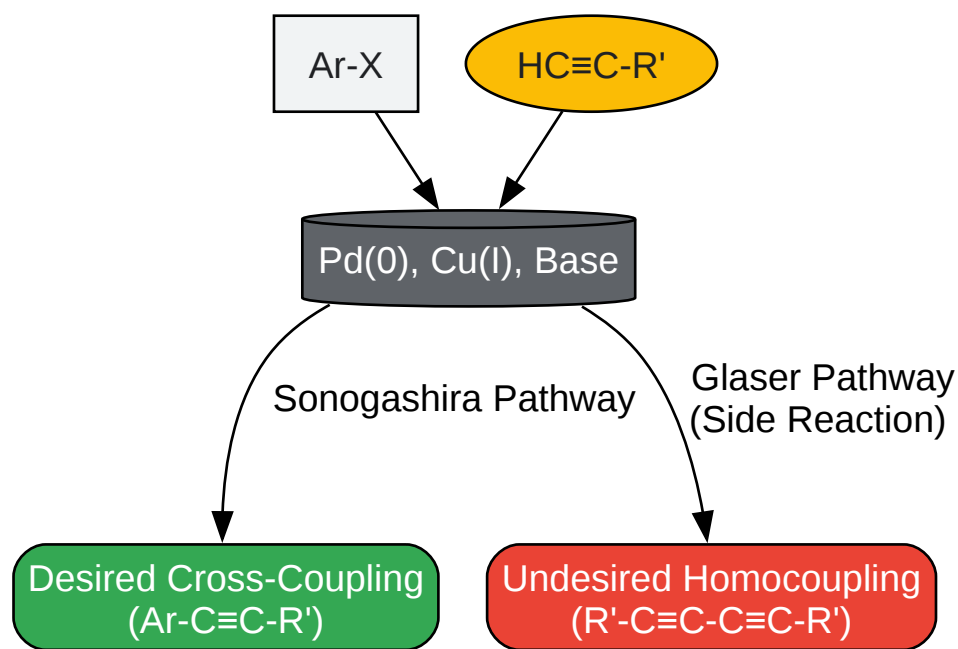 Ar-X
HC≡C-R'
Pd(0), Cu(I), Base
Sonogashira Pathway
Glaser Pathway
(Side Reaction)
Desired Cross-Coupling
(Ar-C≡C-R')
Undesired Homocoupling
(R'-C≡C-C≡C-R')